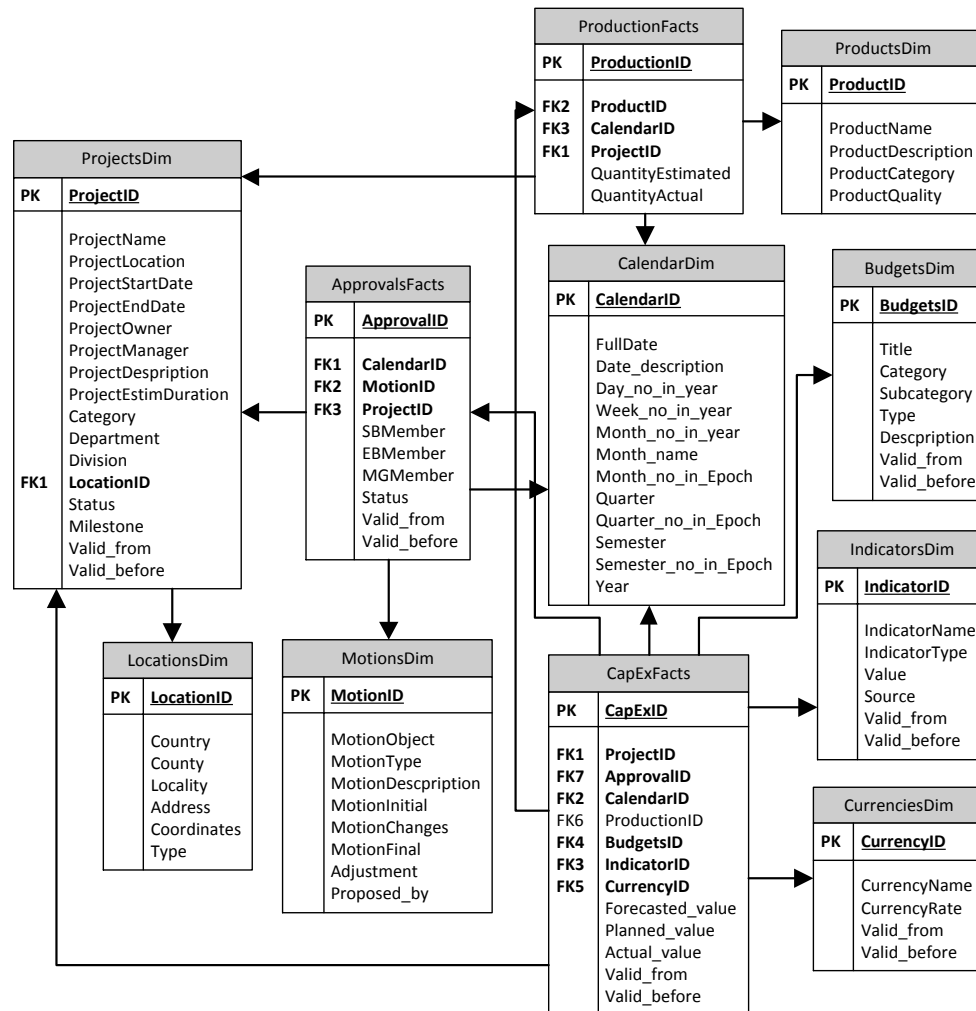 ProductionFacts
PK ProductionID
FK2 ProductID
FK3 CalendarID
FK1 ProjectID
QuantityEstimated
QuantityActual
ProductsDim
PK ProductID
ProductName
ProductDescription
ProductCategory
ProductQuality
ProjectsDim
PK ProjectID
ProjectName
ProjectLocation
ProjectStartDate
ProjectEndDate
ProjectOwner
ProjectManager
ProjectDespription
ProjectEstimDuration
Category
Department
Division
FK1 LocationID
Status
Milestone
Valid_from
Valid_before
ApprovalsFacts
PK ApprovalID
FK1 CalendarID
FK2 MotionID
FK3 ProjectID
SBMember
EBMember
MGMember
Status
Valid_from
Valid_before
CalendarDim
PK CalendarID
FullDate
Date_description
Day_no_in_year
Week_no_in_year
Month_no_in_year
Month_name
Month_no_in_Epoch
Quarter
Quarter_no_in_Epoch
Semester
Semester_no_in_Epoch
Year
BudgetsDim
PK BudgetsID
Title
Category
Subcategory
Type
Descpription
Valid_from
Valid_before
IndicatorsDim
PK IndicatorID
IndicatorName
IndicatorType
Value
Source
Valid_from
Valid_before
LocationsDim
PK LocationID
Country
County
Locality
Address
Coordinates
Type
MotionsDim
PK MotionID
MotionObject
MotionType
MotionDescpription
MotionInitial
MotionChanges
MotionFinal
Adjustment
Proposed_by
CapExFacts
PK CapExID
FK1 ProjectID
FK7 ApprovalID
FK2 CalendarID
FK6 ProductionID
FK4 BudgetsID
FK3 IndicatorID
FK5 CurrencyID
Forecasted_value
Planned_value
Actual_value
Valid_from
Valid_before
CurrenciesDim
PK CurrencyID
CurrencyName
CurrencyRate
Valid_from
Valid_before